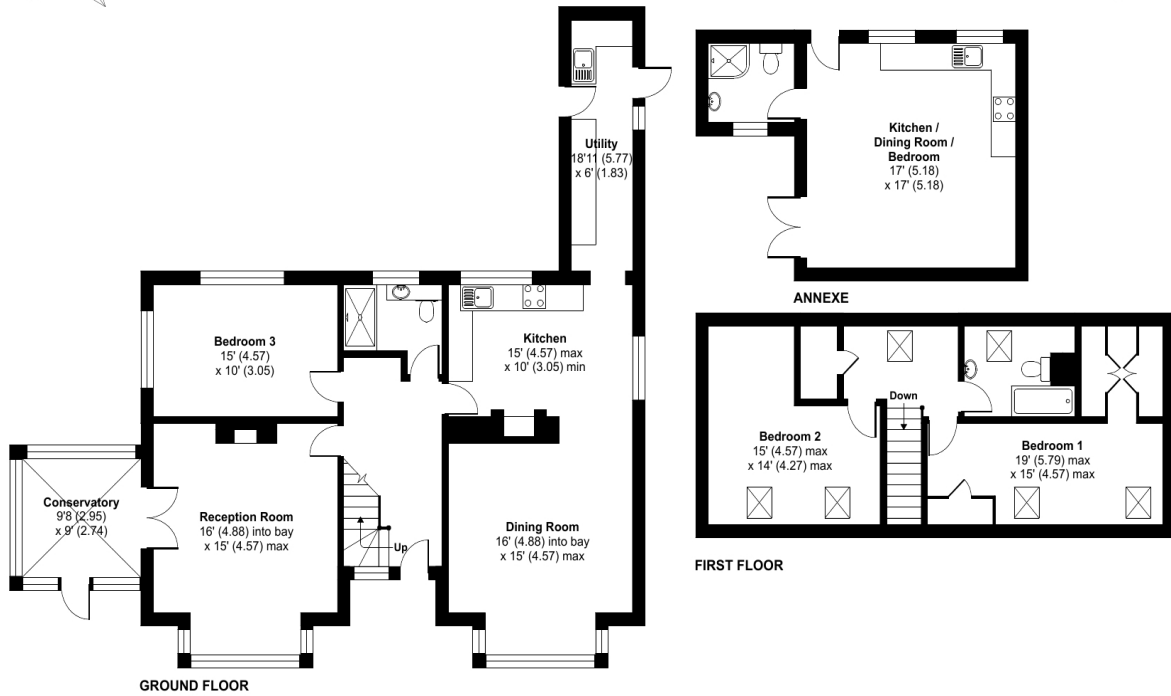 Utility
18'11 (5.77)
x 6' (1.83)
Kitchen /
Dining Room /
Bedroom
17' (5.18)
x 17' (5.18)
ANNEXE
Bedroom 3
15' (4.57)
x 10' (3.05)
Kitchen
15' (4.57) max
x 10' (3.05) min
Conservatory
9'8 (2.95)
x 9' (2.74)
Reception Room
16' (4.88) into bay
x 15' (4.57) max
Up
Dining Room
16' (4.88) into bay
x 15' (4.57) max
GROUND FLOOR
Down
Bedroom 2
15' (4.57) max
x 14' (4.27) max
Bedroom 1
19' (5.79) max
x 15' (4.57) max
FIRST FLOOR